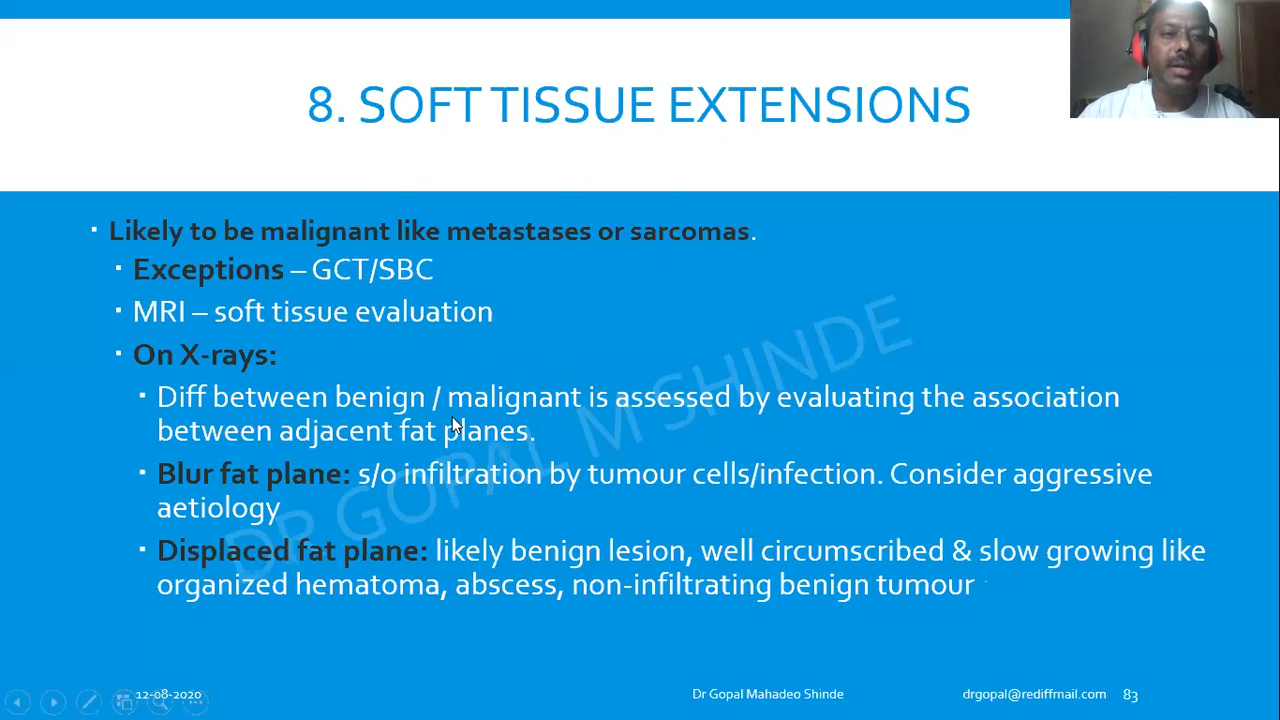 8. SOFT TISSUE EXTENSIONS
▪ Likely to be malignant like metastases or sarcomas.
▪ Exceptions – GCT/SBC
▪ MRI – soft tissue evaluation
▪ On X-rays:
▪ Diff between benign / malignant is assessed by evaluating the association
between adjacent fat planes.
▪ Blur fat plane: s/o infiltration by tumour cells/infection. Consider aggressive
aetiology
▪ Displaced fat plane: likely benign lesion, well circumscribed & slow growing like
organized hematoma, abscess, non-infiltrating benign tumour
DR GOPAL M SHINDE
12-08-2020
Dr Gopal Mahadeo Shinde
drgopal@rediffmail.com
83